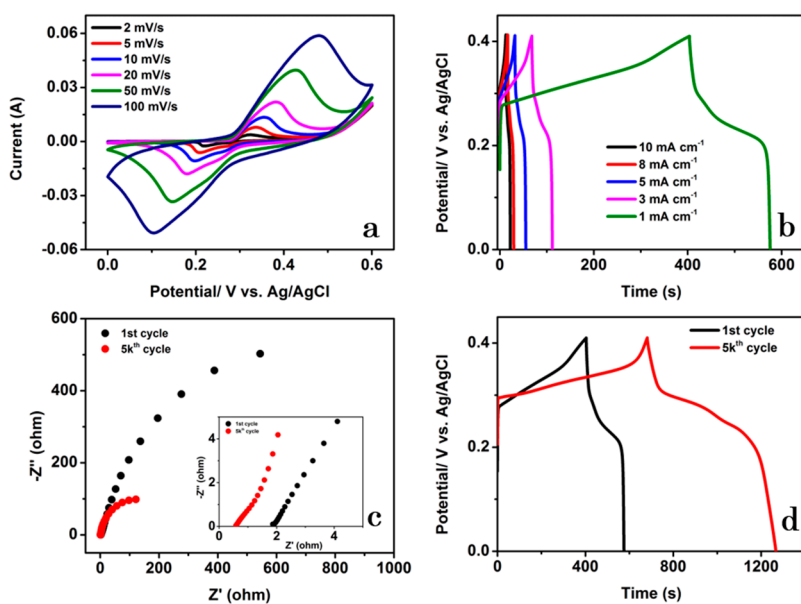 0.06
0.03
0.00
-0.03
-0.06
Current (A)
2 mV/s
5 mV/s
10 mV/s
20 mV/s
50 mV/s
100 mV/s
a
0.0 0.2 0.4 0.6
Potential/ V vs. Ag/AgCl
0.4
0.2
0.0
Potential/ V vs. Ag/AgCl
10 mA cm⁻¹
8 mA cm⁻¹
5 mA cm⁻¹
3 mA cm⁻¹
1 mA cm⁻¹
b
0 200 400 600
Time (s)
600
500
400
300
200
100
0
-Z'' (ohm)
1st cycle
5kᵗʰ cycle
4
2
0
-Z'' (ohm)
1st cycle
5kᵗʰ cycle
0 2 4
Z' (ohm)
c
0 200 400 600 800 1000
Z' (ohm)
0.4
0.2
0.0
Potential/ V vs. Ag/AgCl
1st cycle
5kᵗʰ cycle
d
0 400 800 1200
Time (s)